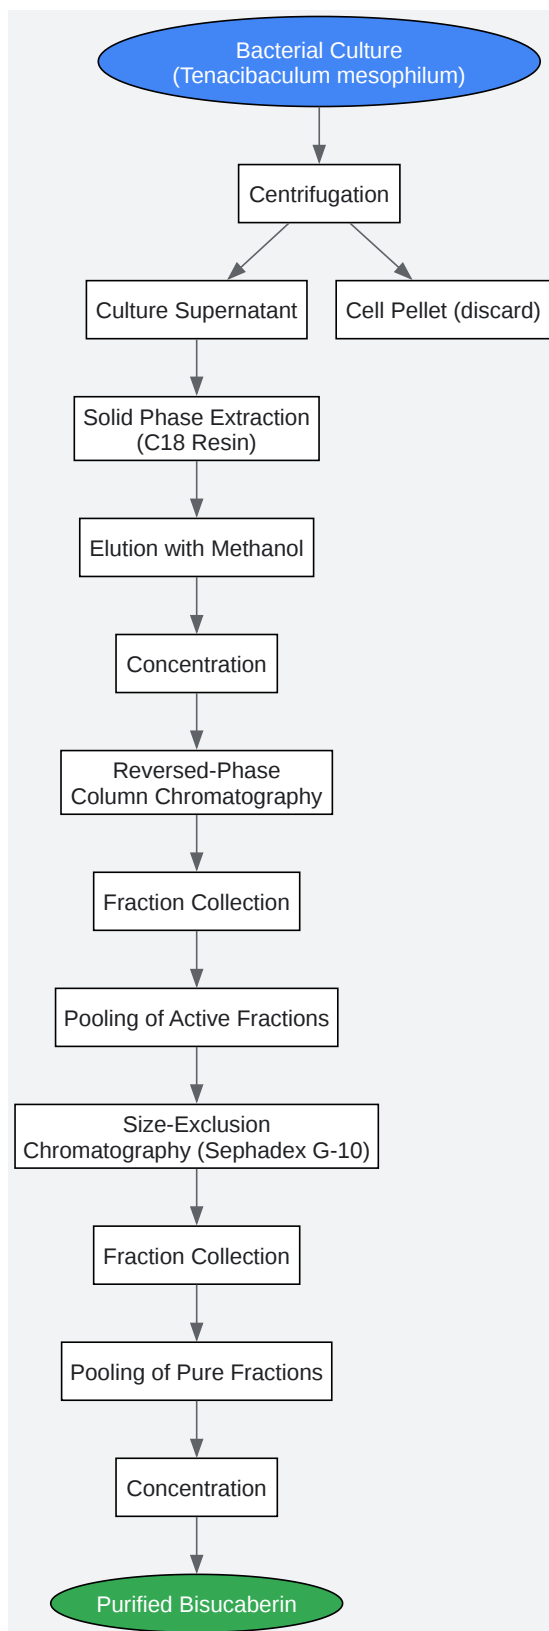 Bacterial Culture
(Tenacibaculum mesophilum)
Centrifugation
Culture Supernatant
Cell Pellet (discard)
Solid Phase Extraction
(C18 Resin)
Elution with Methanol
Concentration
Reversed-Phase
Column Chromatography
Fraction Collection
Pooling of Active Fractions
Size-Exclusion
Chromatography (Sephadex G-10)
Fraction Collection
Pooling of Pure Fractions
Concentration
Purified Bisucaberin